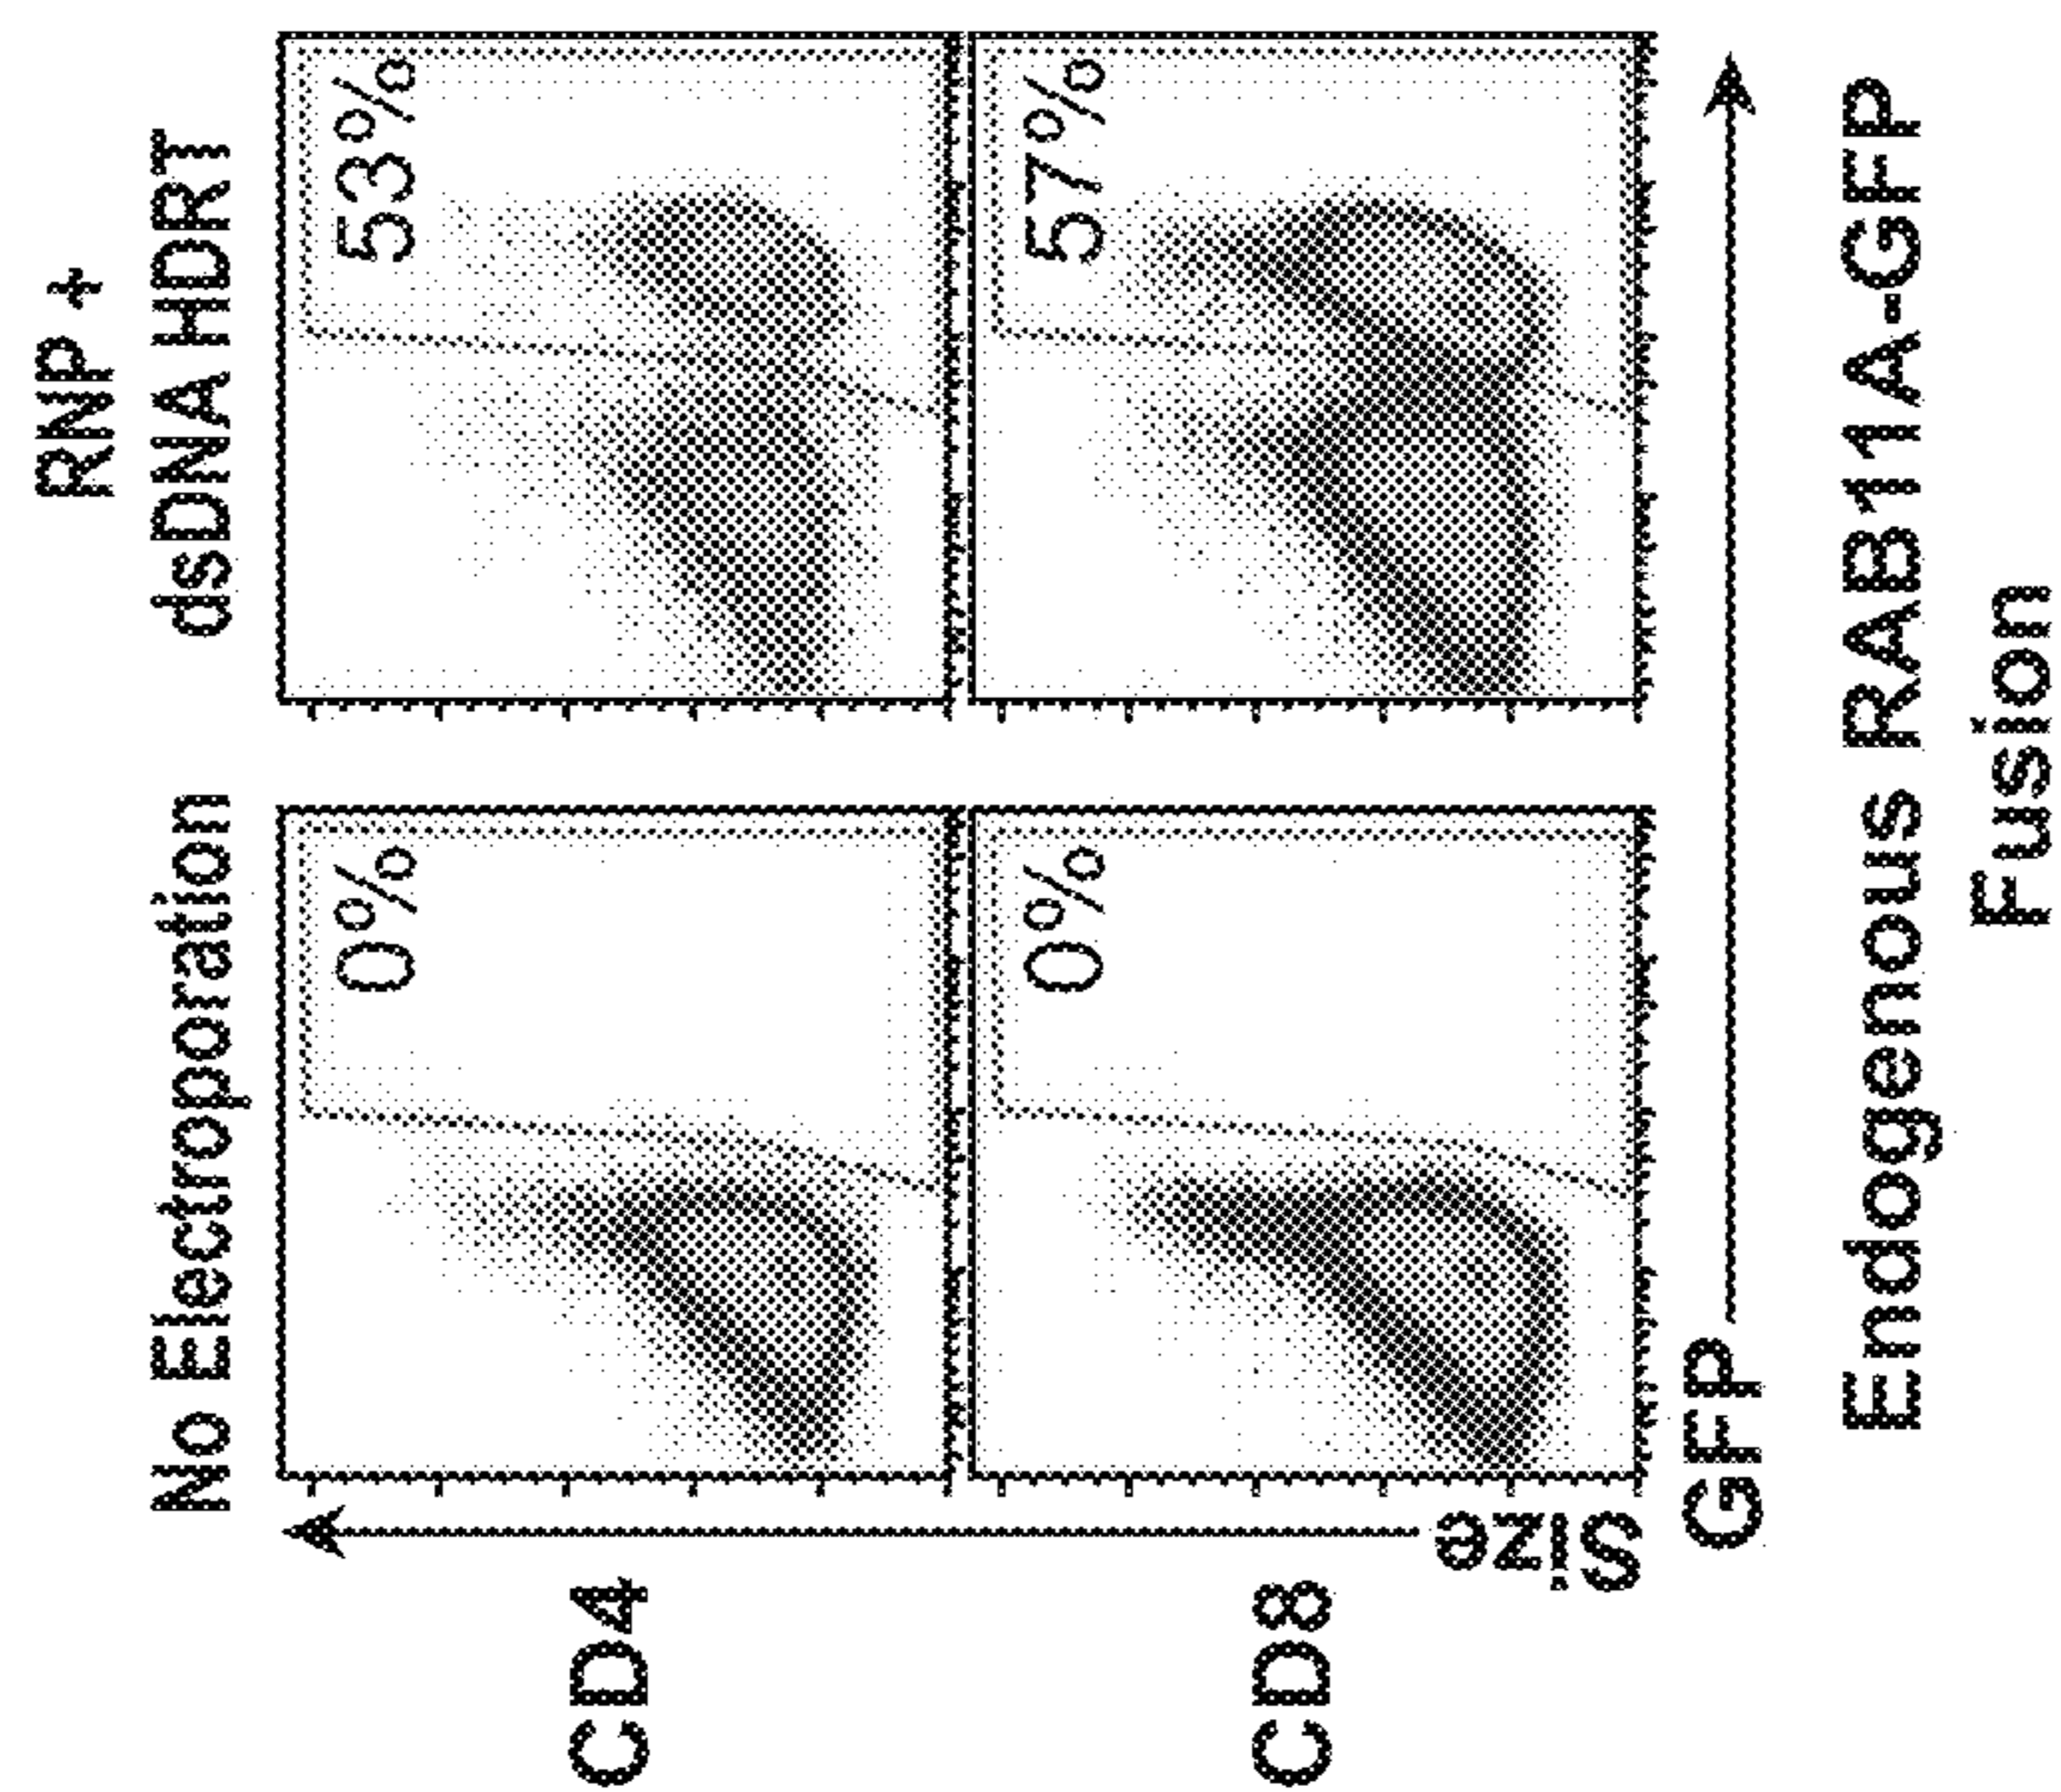 No Electroporation
RNP +
dsDNA HDRT
CD4
0%
53%
CD8
0%
57%
Size
GFP
Endogenous RAB11A-GFP
Fusion